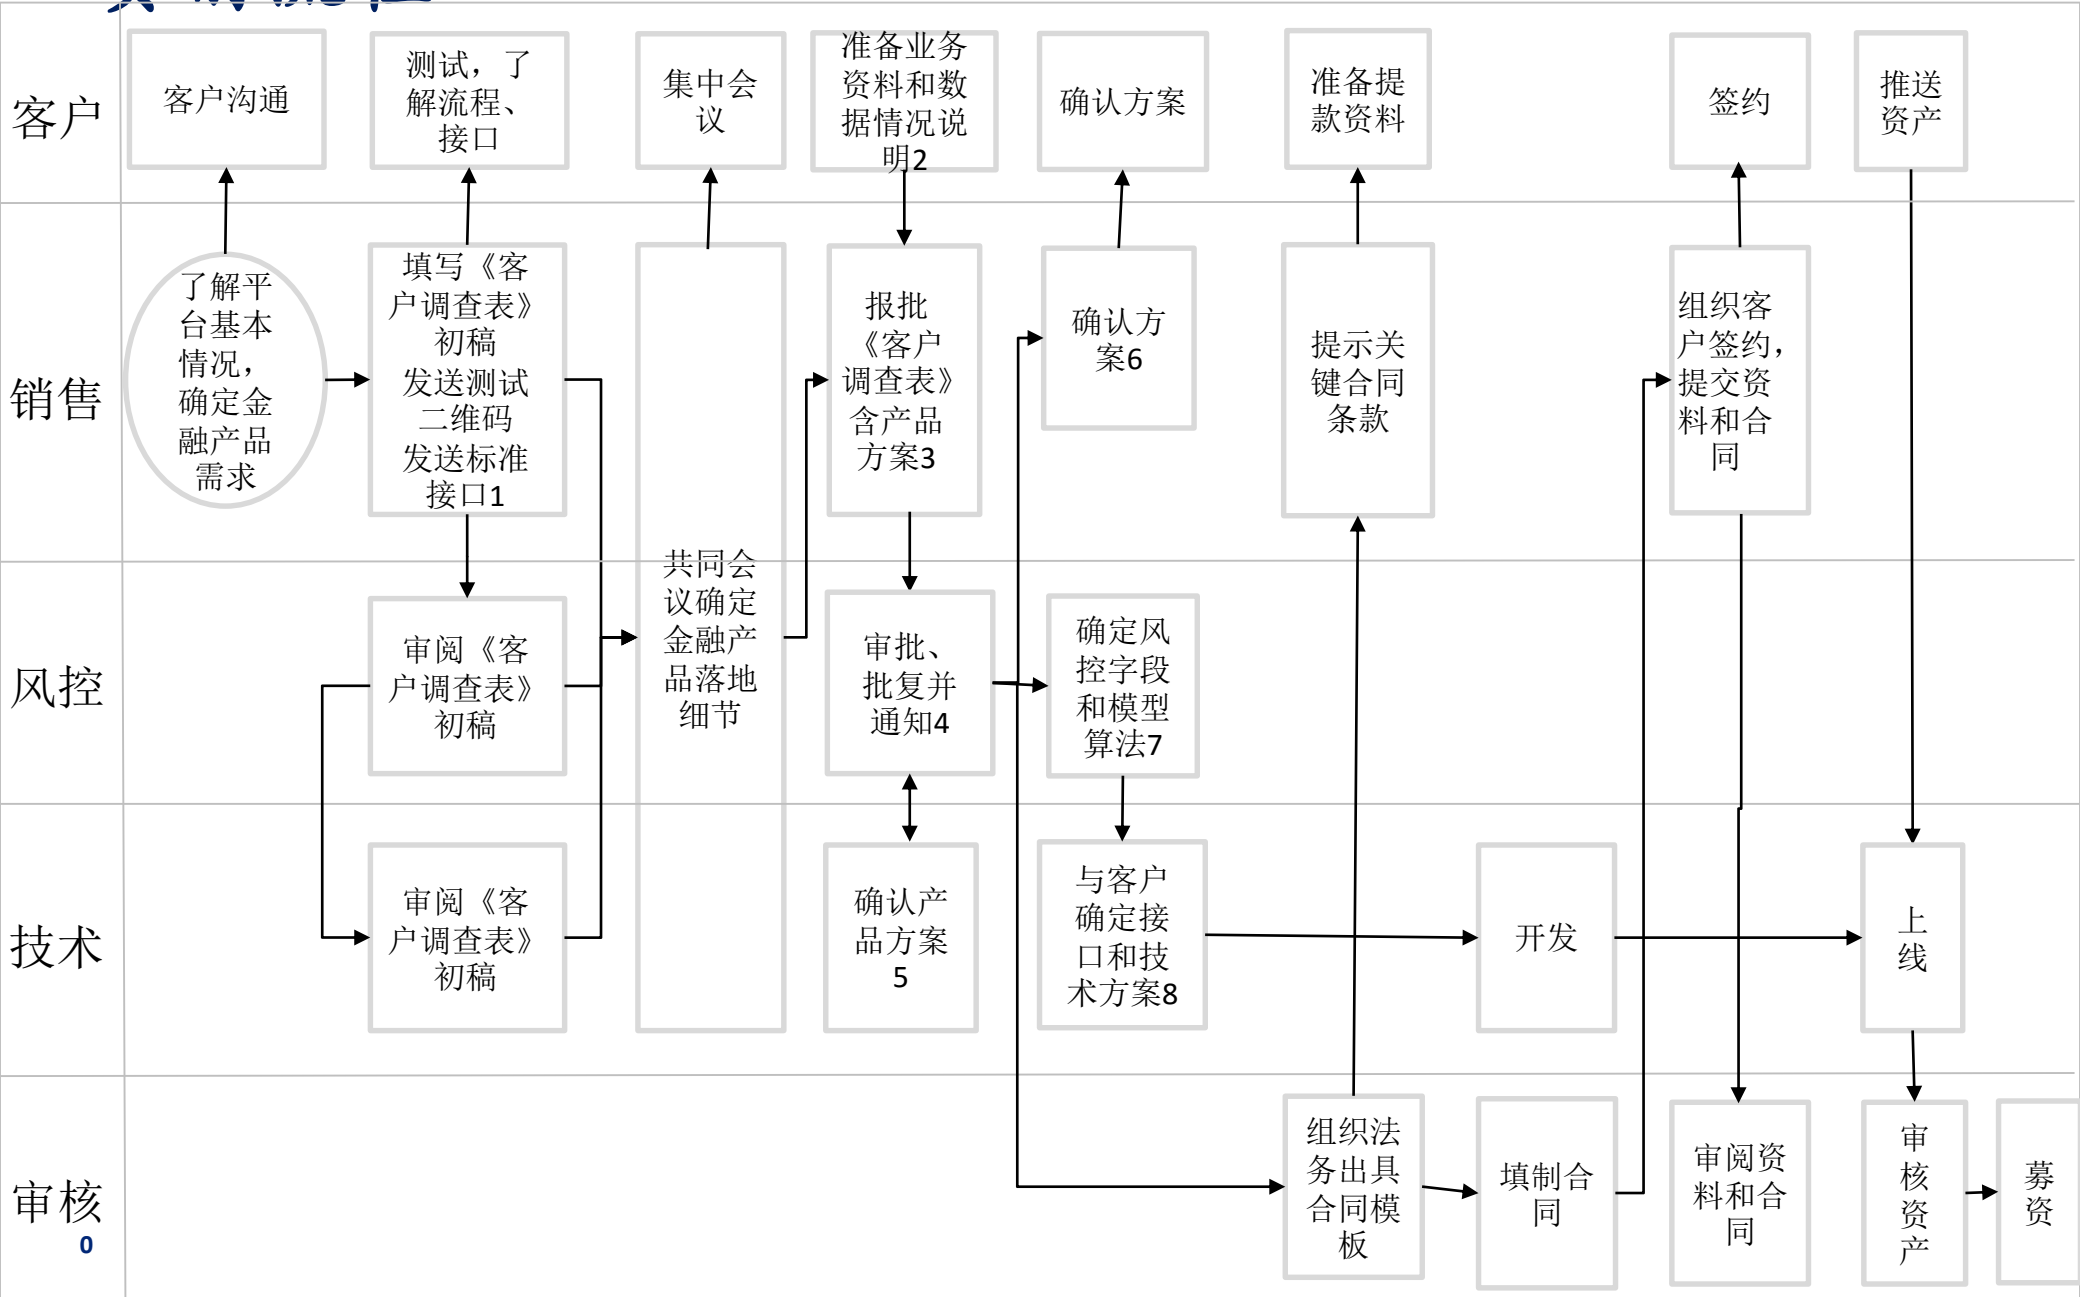 客户
客户沟通
测试，了
解流程、
接口
集中会
议
准备业务
资料和数
据情况说
明2
确认方案
准备提
款资料
签约
推送
资产
销售
了解平
台基本
情况，
确定金
融产品
需求
填写《客
户调查表》
初稿
发送测试
二维码
发送标准
接口1
报批
《客户
调查表》
含产品
方案3
确认方
案6
提示关
键合同
条款
组织客
户签约，
提交资
料和合
同
共同会
议确定
金融产
品落地
细节
风控
审阅《客
户调查表》
初稿
审批、
批复并
通知4
确定风
控字段
和模型
算法7
技术
审阅《客
户调查表》
初稿
确认产
品方案
5
与客户
确定接
口和技
术方案8
开发
上
线
审核
0
组织法
务出具
合同模
板
填制合
同
审阅资
料和合
同
审
核
资
产
募
资